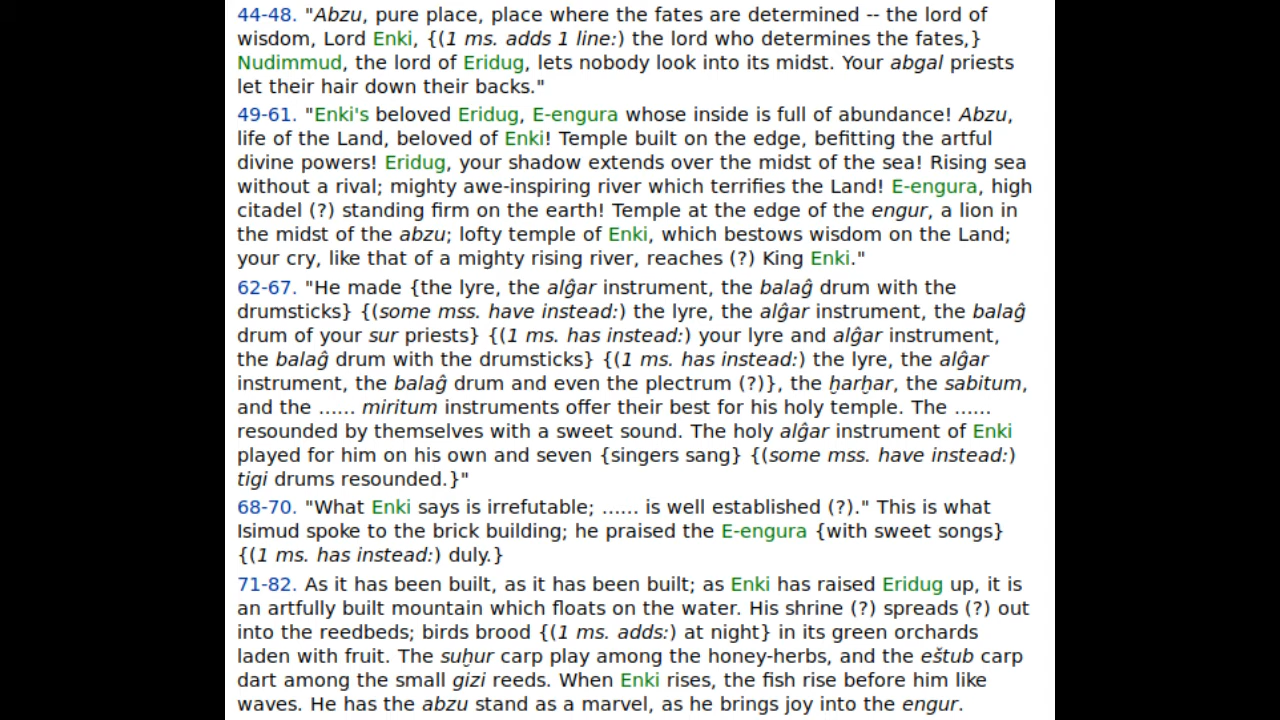 44-48. "Abzu, pure place, place where the fates are determined -- the lord of
wisdom, Lord Enki, {(1 ms. adds 1 line:) the lord who determines the fates,}
Nudimmud, the lord of Eridug, lets nobody look into its midst. Your abgal priests
let their hair down their backs."
49-61. "Enki's beloved Eridug, E-engura whose inside is full of abundance! Abzu,
life of the Land, beloved of Enki! Temple built on the edge, befitting the artful
divine powers! Eridug, your shadow extends over the midst of the sea! Rising sea
without a rival; mighty awe-inspiring river which terrifies the Land! E-engura, high
citadel (?) standing firm on the earth! Temple at the edge of the engur, a lion in
the midst of the abzu; lofty temple of Enki, which bestows wisdom on the Land;
your cry, like that of a mighty rising river, reaches (?) King Enki."
62-67. "He made {the lyre, the alĝar instrument, the balaĝ drum with the
drumsticks} {(some mss. have instead:) the lyre, the alĝar instrument, the balaĝ
drum of your sur priests} {(1 ms. has instead:) your lyre and alĝar instrument,
the balaĝ drum with the drumsticks} {(1 ms. has instead:) the lyre, the alĝar
instrument, the balaĝ drum and even the plectrum (?)}, the ḫarḫar, the sabitum,
and the ...... miritum instruments offer their best for his holy temple. The ......
resounded by themselves with a sweet sound. The holy alĝar instrument of Enki
played for him on his own and seven {singers sang} {(some mss. have instead:)
tigi drums resounded.}"
68-70. "What Enki says is irrefutable; ...... is well established (?)." This is what
Isimud spoke to the brick building; he praised the E-engura {with sweet songs}
{(1 ms. has instead:) duly.}
71-82. As it has been built, as it has been built; as Enki has raised Eridug up, it is
an artfully built mountain which floats on the water. His shrine (?) spreads (?) out
into the reedbeds; birds brood {(1 ms. adds:) at night} in its green orchards
laden with fruit. The suḫur carp play among the honey-herbs, and the eštub carp
dart among the small gizi reeds. When Enki rises, the fish rise before him like
waves. He has the abzu stand as a marvel, as he brings joy into the engur.